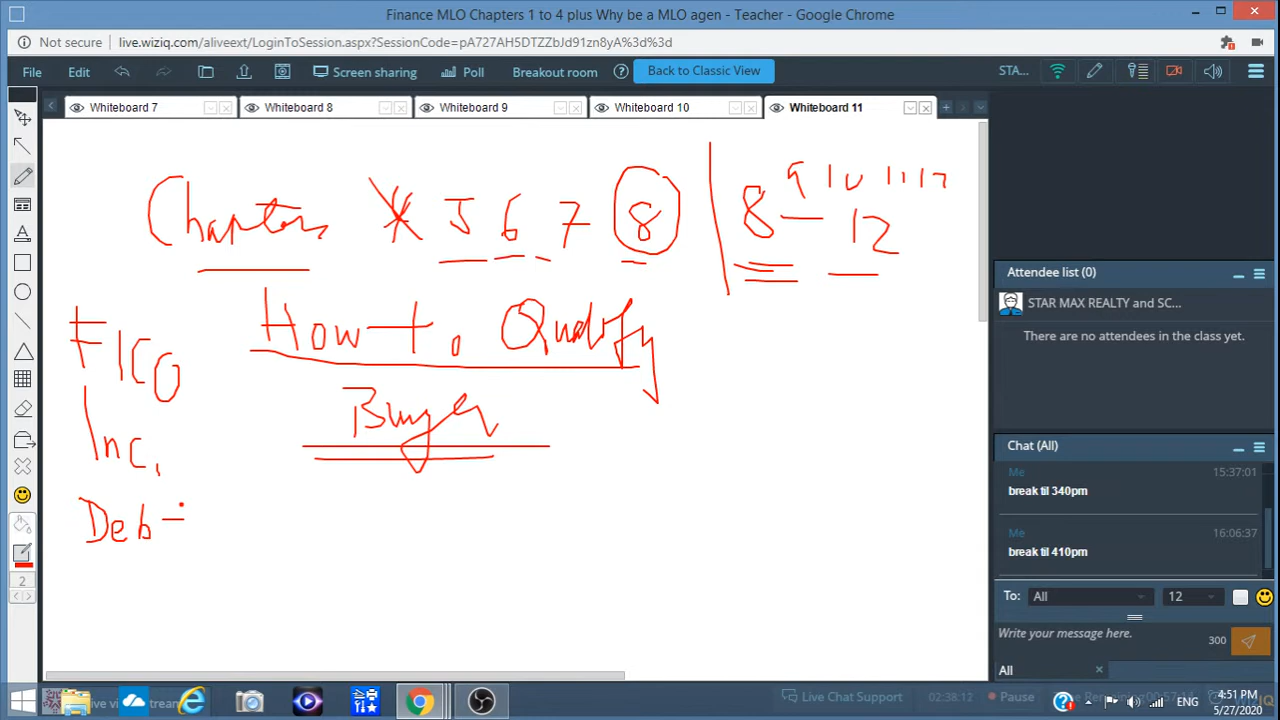 Finance MLO Chapters 1 to 4 plus Why be a MLO agen - Teacher - Google Chrome
Not secure | live.wiziq.com/aliveext/LoginToSession.aspx?SessionCode=pA727AH5DTZZbJd91zn8yA%3d%3d
File Edit Screen sharing Poll Breakout room Back to Classic View STA...
Whiteboard 7 Whiteboard 8 Whiteboard 9 Whiteboard 10 Whiteboard 11
9 10 11 12
Chapters 5 6 7 8 8 - 12
How to Qualify
Buyer
FICO
Inc.
Deb
Attendee list (0)
STAR MAX REALTY and SC...
There are no attendees in the class yet.
Chat (All)
Me 15:37:01
break til 340pm
Me 16:06:37
break til 410pm
To: All 12
Write your message here. 300
All
Live Chat Support 02:38:12 Pause
ENG 4:51 PM
5/27/2020